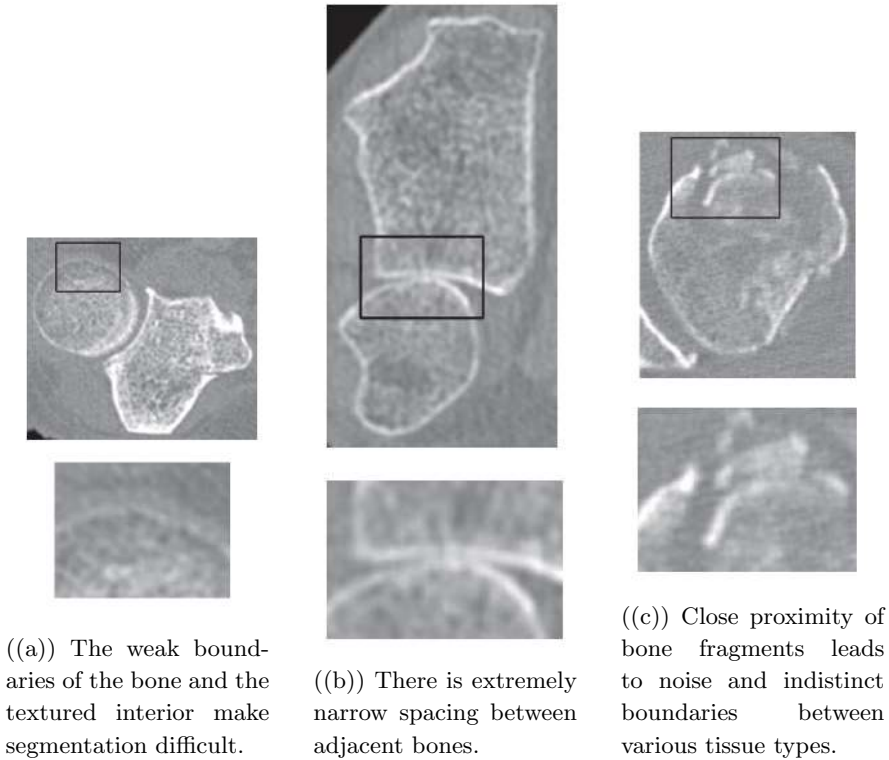 ((a)) The weak bound-
aries of the bone and the
textured interior make
segmentation difficult.
((b)) There is extremely
narrow spacing between
adjacent bones.
((c)) Close proximity of
bone fragments leads
to noise and indistinct
boundaries between
various tissue types.